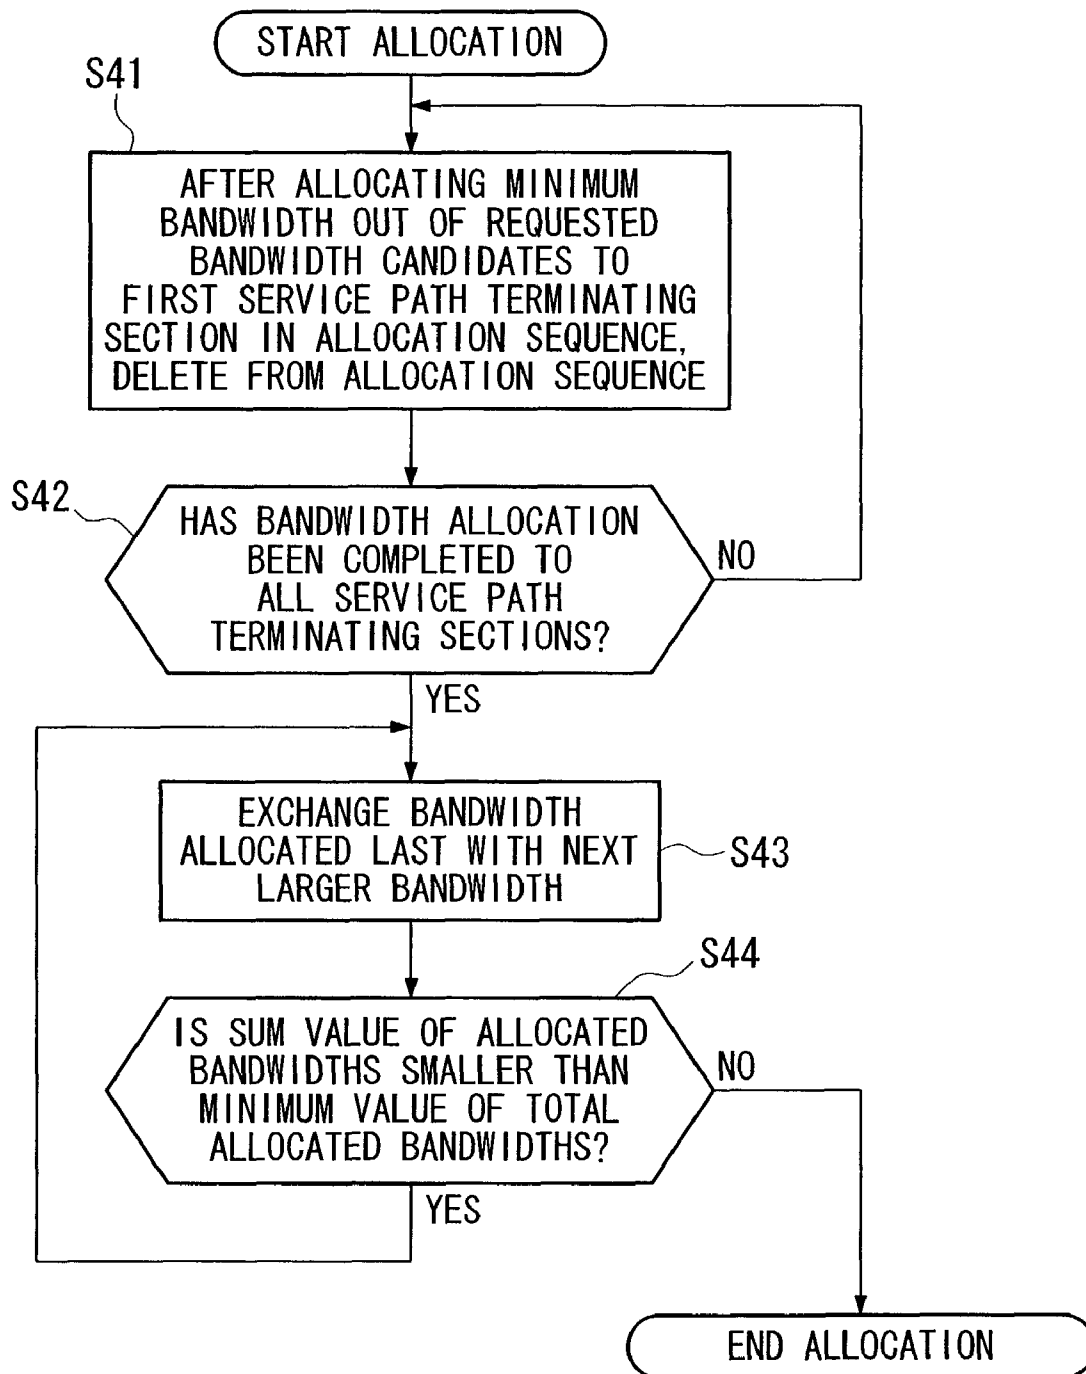 START ALLOCATION
S41
AFTER ALLOCATING MINIMUM
BANDWIDTH OUT OF REQUESTED
BANDWIDTH CANDIDATES TO
FIRST SERVICE PATH TERMINATING
SECTION IN ALLOCATION SEQUENCE,
DELETE FROM ALLOCATION SEQUENCE
S42
HAS BANDWIDTH ALLOCATION
BEEN COMPLETED TO
ALL SERVICE PATH
TERMINATING SECTIONS?
NO
YES
EXCHANGE BANDWIDTH
ALLOCATED LAST WITH NEXT
LARGER BANDWIDTH
S43
S44
IS SUM VALUE OF ALLOCATED
BANDWIDTHS SMALLER THAN
MINIMUM VALUE OF TOTAL
ALLOCATED BANDWIDTHS?
NO
YES
END ALLOCATION